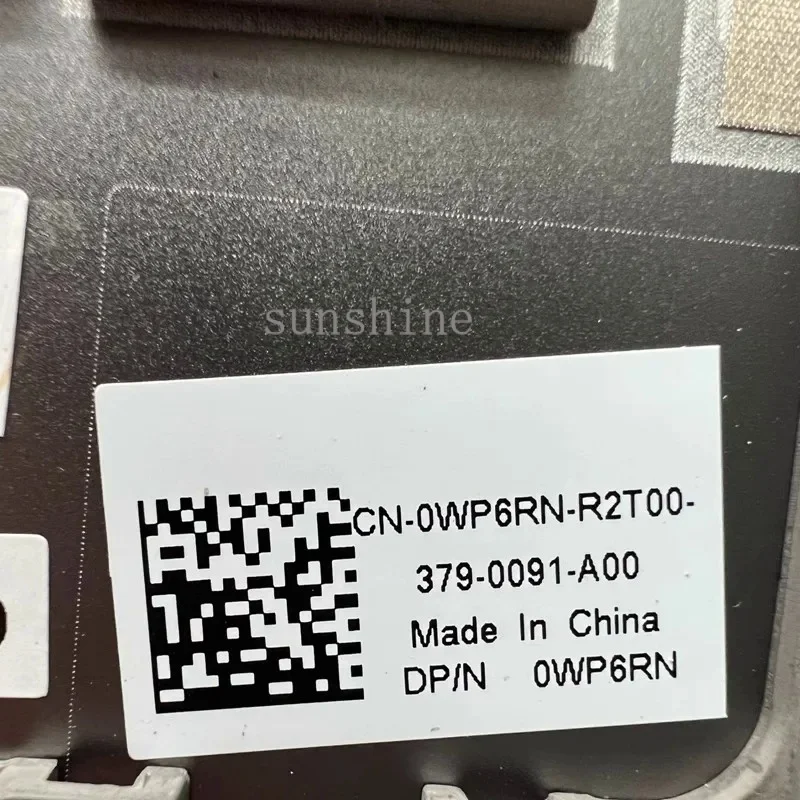 sunshine
CN-0WP6RN-R2T00-
379-0091-A00
Made In China
DP/N 0WP6RN